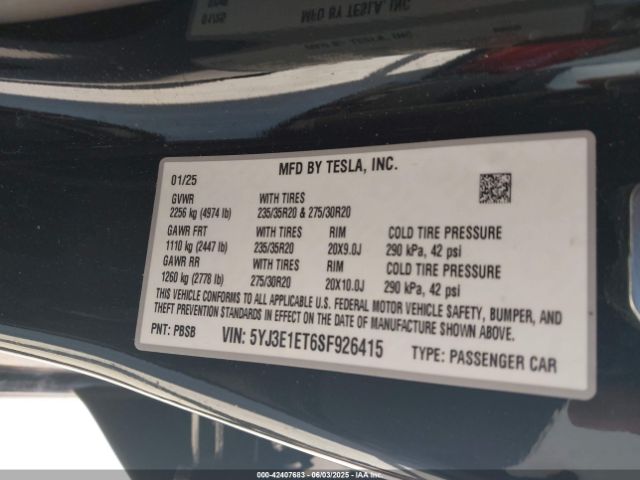 MFD BY TESLA, INC.
01/25
GVWR WITH TIRES
2256 kg (4974 lb) 235/35R20 & 275/30R20
GAWR FRT WITH TIRES RIM COLD TIRE PRESSURE
1110 kg (2447 lb) 235/35R20 20X9.0J 290 kPa, 42 psi
GAWR RR WITH TIRES RIM COLD TIRE PRESSURE
1260 kg (2778 lb) 275/30R20 20X10.0J 290 kPa, 42 psi
THIS VEHICLE CONFORMS TO ALL APPLICABLE U.S. FEDERAL MOTOR VEHICLE SAFETY, BUMPER, AND
THEFT PREVENTION STANDARDS IN EFFECT ON THE DATE OF MANUFACTURE SHOWN ABOVE.
PNT: PBSB VIN: 5YJ3E1ET6SF926415 TYPE: PASSENGER CAR
000-42407683 - 06/03/2025 - IAAI.COM